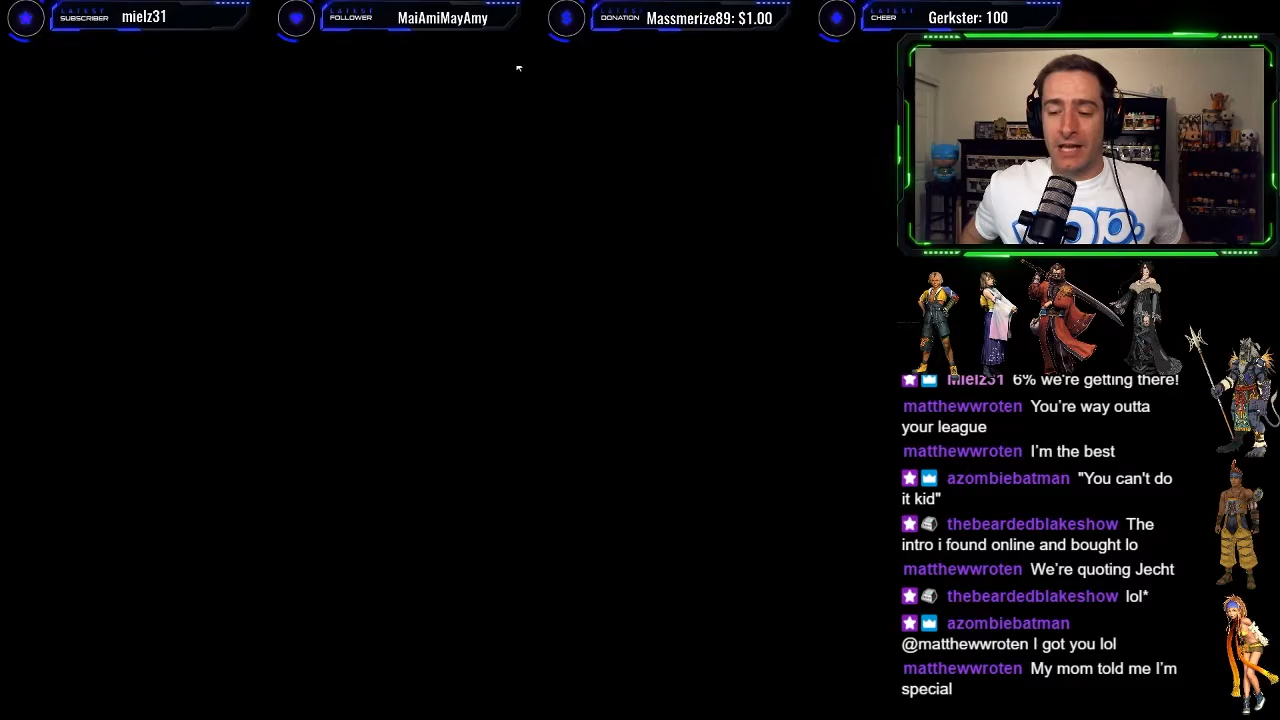 LATEST
SUBSCRIBER
mielz31
LATEST
FOLLOWER
MaiAmiMayAmy
LATEST
DONATION
Massmerize89: $1.00
LATEST
CHEER
Gerkster: 100
pop.
mielz31 6% we're getting there!
matthewwroten You're way outta
your league
matthewwroten I'm the best
azombiebatman "You can't do
it kid"
thebeardedblakeshow The
intro i found online and bought lo
matthewwroten We're quoting Jecht
thebeardedblakeshow lol*
azombiebatman
@matthewwroten I got you lol
matthewwroten My mom told me I'm
special